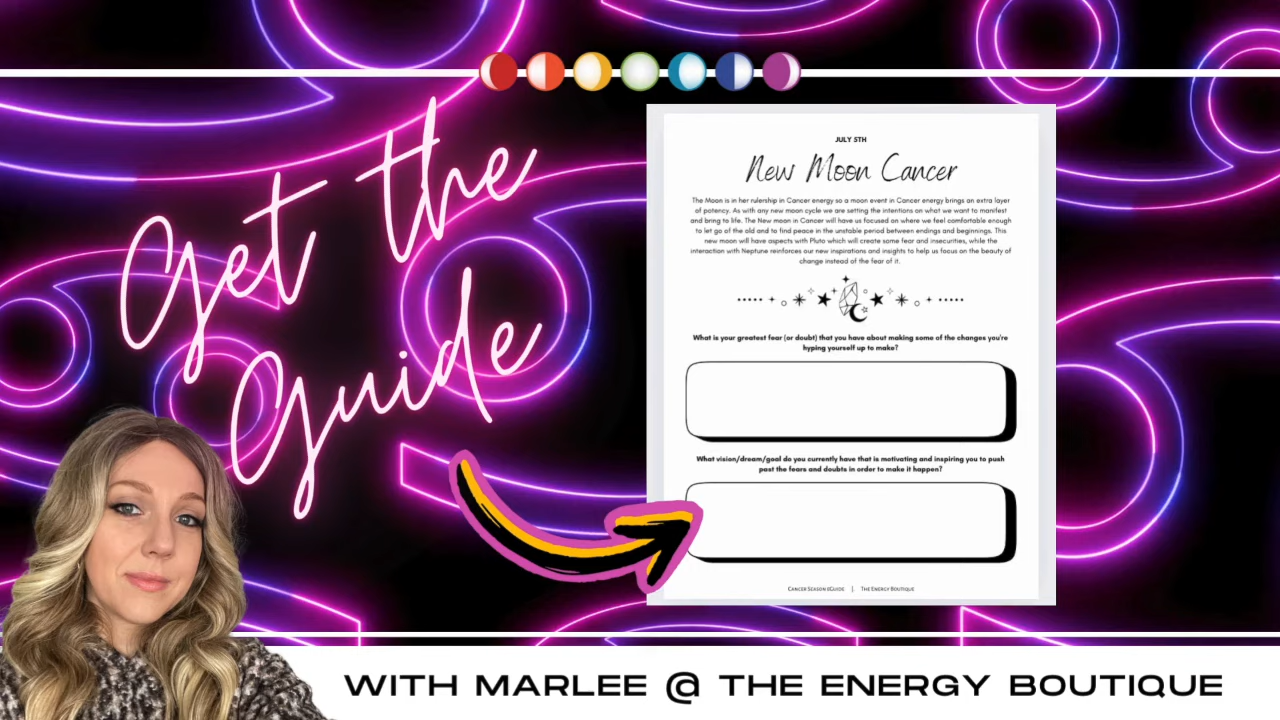 Get the
Guide
JULY 5TH
New Moon Cancer
The Moon is in her rulership in Cancer energy so a moon event in Cancer energy brings an extra layer
of potency. As with any new moon cycle we are setting the intentions on what we want to manifest
and bring to life. The New moon in Cancer will have us focused on where we feel comfortable enough
to let go of the old and to find peace in the unstable period between endings and beginnings. This
new moon will have aspects with Pluto which will create some fear and insecurities, while the
interaction with Neptune reinforces our new inspirations and insights to help us focus on the beauty of
change instead of the fear of it.
What is your greatest fear (or doubt) that you have about making some of the changes you're
hyping yourself up to make?
What vision/dream/goal do you currently have that is motivating and inspiring you to push
past the fears and doubts in order to make it happen?
CANCER SEASON EGUIDE | THE ENERGY BOUTIQUE
WITH MARLEE @ THE ENERGY BOUTIQUE